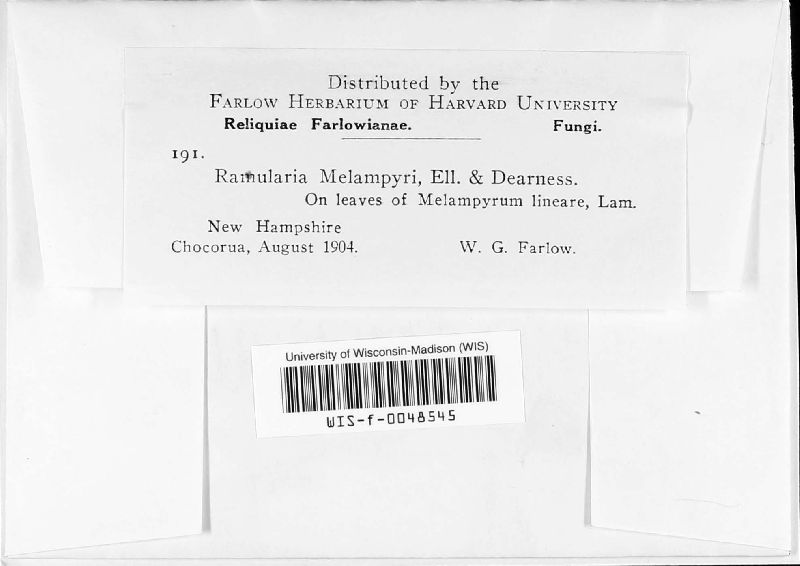 Distributed by the
FARLOW HERBARIUM OF HARVARD UNIVERSITY
Reliquiae Farlowianae. Fungi.
191.
Ramularia Melampyri, Ell. & Dearness.
On leaves of Melampyrum lineare, Lam.
New Hampshire
Chocorua, August 1904. W. G. Farlow.
University of Wisconsin-Madison (WIS)
WIS-f-0048545